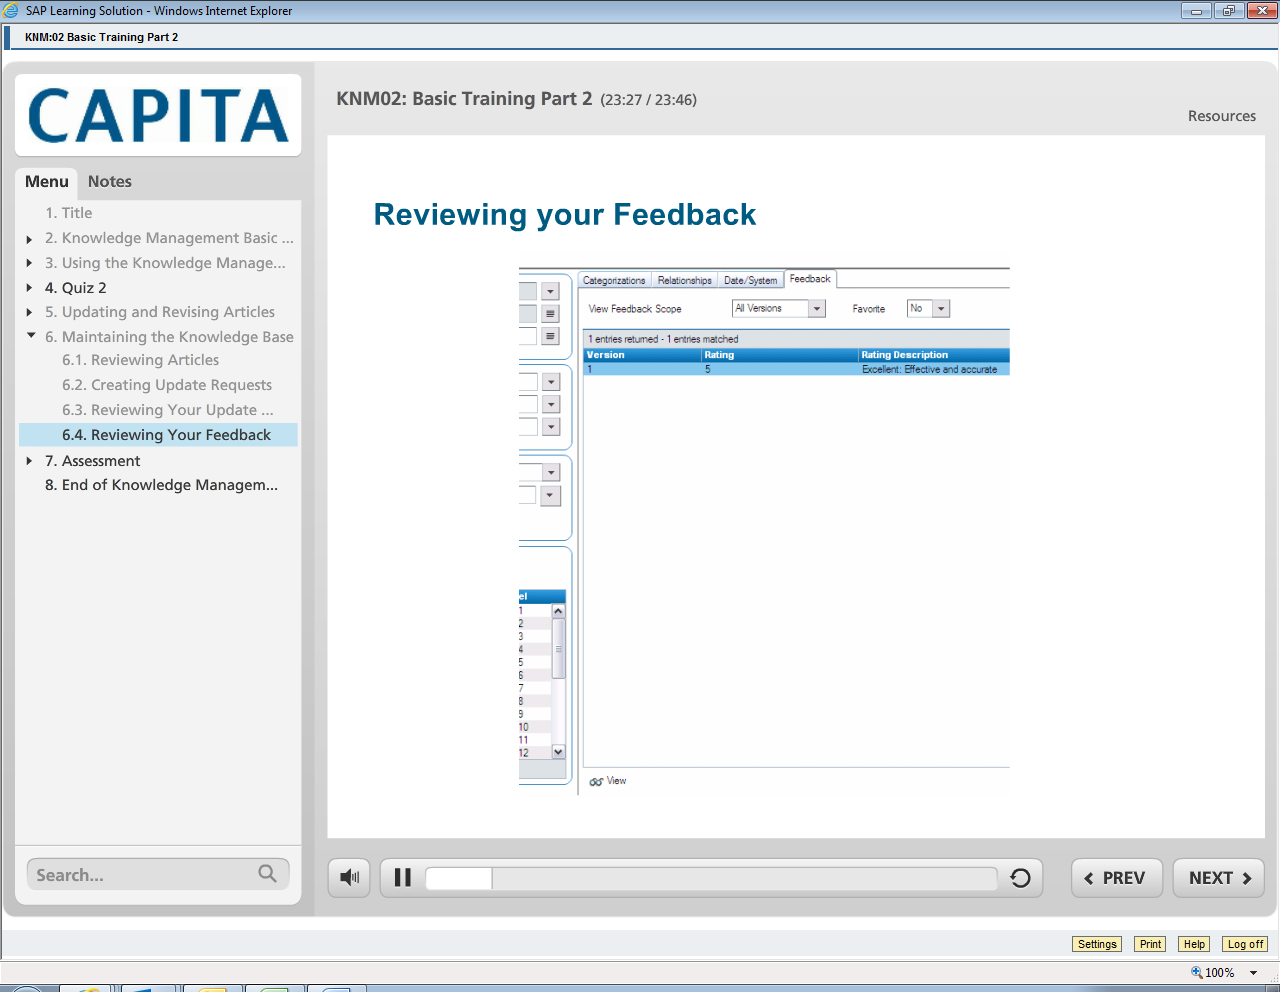 SAP Learning Solution - Windows Internet Explorer
KNM:02 Basic Training Part 2
CAPITA
KNM02: Basic Training Part 2 (23:27 / 23:46)
Resources
Menu Notes
1. Title
2. Knowledge Management Basic ...
3. Using the Knowledge Manage...
4. Quiz 2
5. Updating and Revising Articles
6. Maintaining the Knowledge Base
6.1. Reviewing Articles
6.2. Creating Update Requests
6.3. Reviewing Your Update ...
6.4. Reviewing Your Feedback
7. Assessment
8. End of Knowledge Managem...
Search...
Reviewing your Feedback
Categorizations Relationships Date/System Feedback
View Feedback Scope All Versions Favorite No
1 entries returned - 1 entries matched
Version Rating Rating Description
1 5 Excellent: Effective and accurate
el
1
2
3
4
5
6
7
8
9
10
11
12
View
PREV NEXT
Settings Print Help Log off
100%